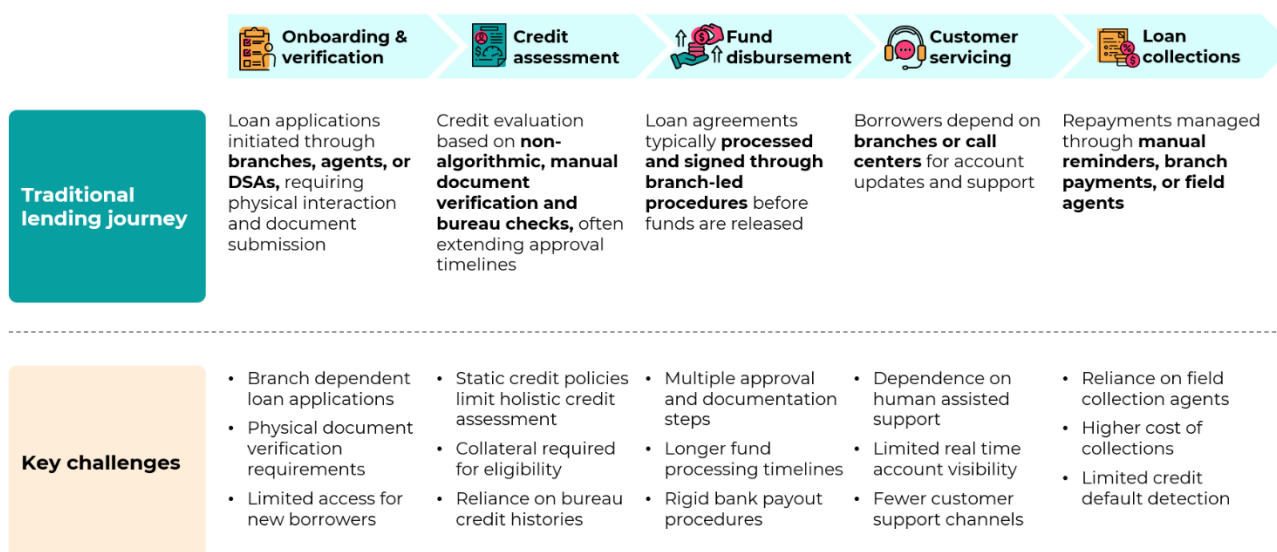 Onboarding &
verification
Credit
assessment
Fund
disbursement
Customer
servicing
Loan
collections
Traditional
lending journey
Loan applications
initiated through
branches, agents, or
DSAs, requiring
physical interaction
and document
submission
Credit evaluation
based on non-
algorithmic, manual
document
verification and
bureau checks, often
extending approval
timelines
Loan agreements
typically processed
and signed through
branch-led
procedures before
funds are released
Borrowers depend on
branches or call
centers for account
updates and support
Repayments managed
through manual
reminders, branch
payments, or field
agents
Key challenges
• Branch dependent
loan applications
• Physical document
verification
requirements
• Limited access for
new borrowers
• Static credit policies
limit holistic credit
assessment
• Collateral required
for eligibility
• Reliance on bureau
credit histories
• Multiple approval
and documentation
steps
• Longer fund
processing timelines
• Rigid bank payout
procedures
• Dependence on
human assisted
support
• Limited real time
account visibility
• Fewer customer
support channels
• Reliance on field
collection agents
• Higher cost of
collections
• Limited credit
default detection